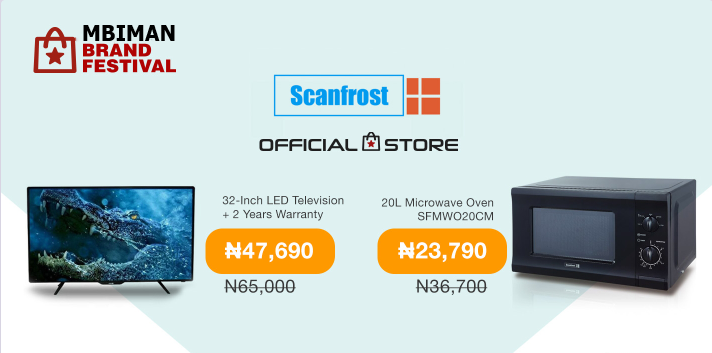 MBIMAN
BRAND
FESTIVAL
Scanfrost
OFFICIAL STORE
32-Inch LED Television
+ 2 Years Warranty
₦47,690
N65,000
20L Microwave Oven
SFMWO20CM
₦23,790
N36,700
Scanfrost